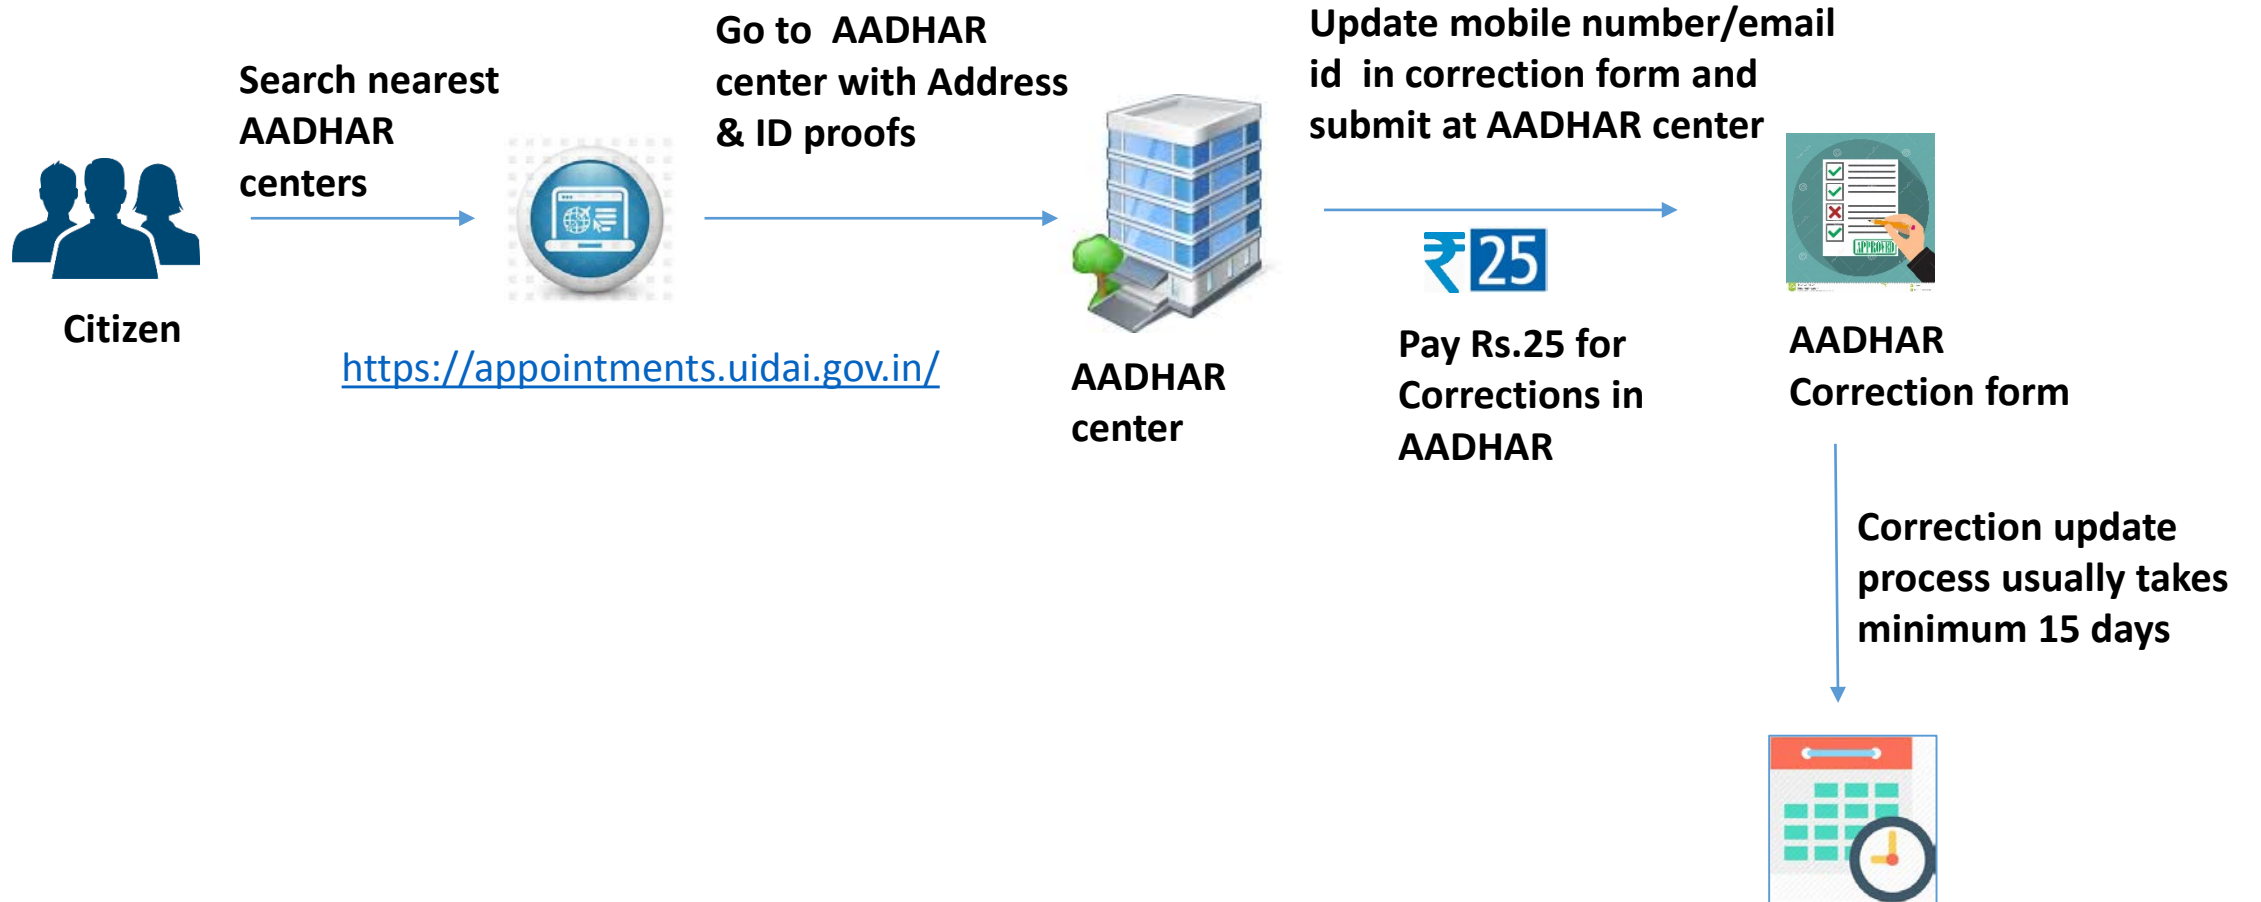 Search nearest
AADHAR
centers
Citizen
https://appointments.uidai.gov.in/
Go to  AADHAR
center with Address
& ID proofs
AADHAR
center
Update mobile number/email
id  in correction form and
submit at AADHAR center
₹ 25
Pay Rs.25 for
Corrections in
AADHAR
APPROVED
AADHAR
Correction form
Correction update
process usually takes
minimum 15 days